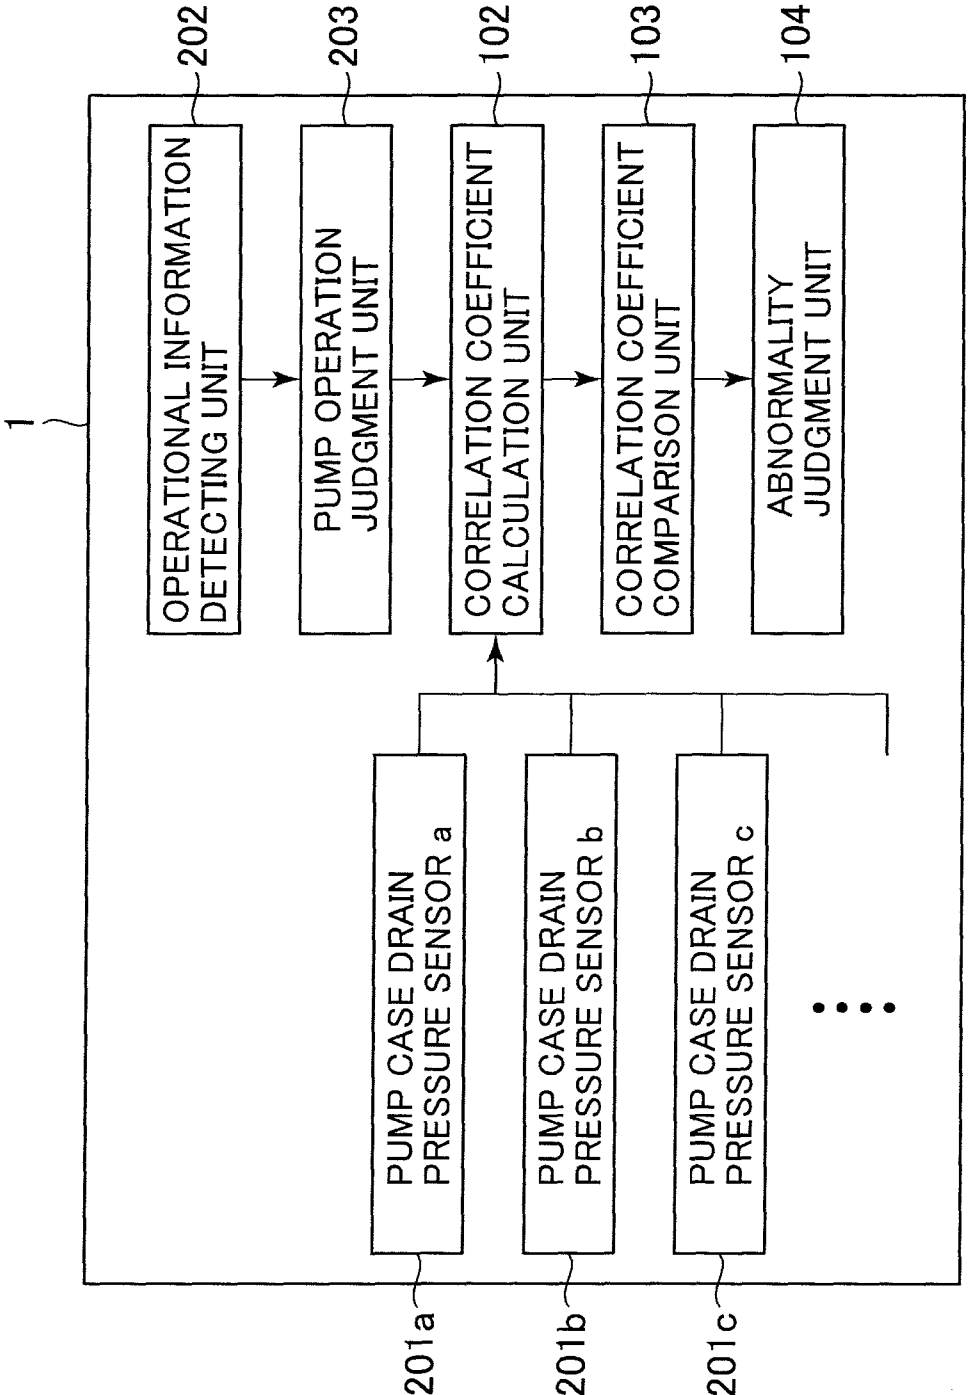 1
OPERATIONAL INFORMATION
DETECTING UNIT
202
PUMP OPERATION
JUDGMENT UNIT
203
PUMP CASE DRAIN
PRESSURE SENSOR a
201a
CORRELATION COEFFICIENT
CALCULATION UNIT
102
PUMP CASE DRAIN
PRESSURE SENSOR b
201b
CORRELATION COEFFICIENT
COMPARISON UNIT
103
PUMP CASE DRAIN
PRESSURE SENSOR c
201c
ABNORMALITY
JUDGMENT UNIT
104